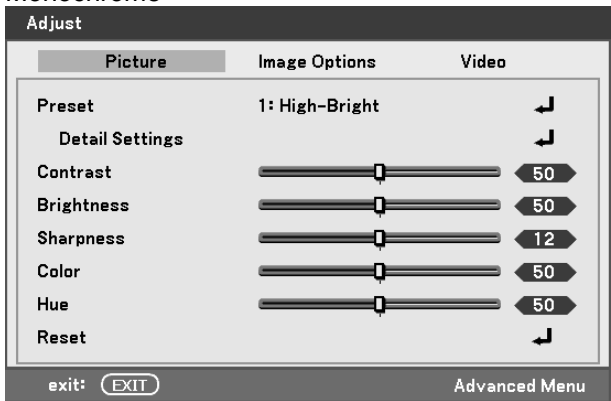 Adjust
Picture Image Options Video
Preset 1: High-Bright
Detail Settings
Contrast 50
Brightness 50
Sharpness 12
Color 50
Hue 50
Reset
exit: EXIT Advanced Menu